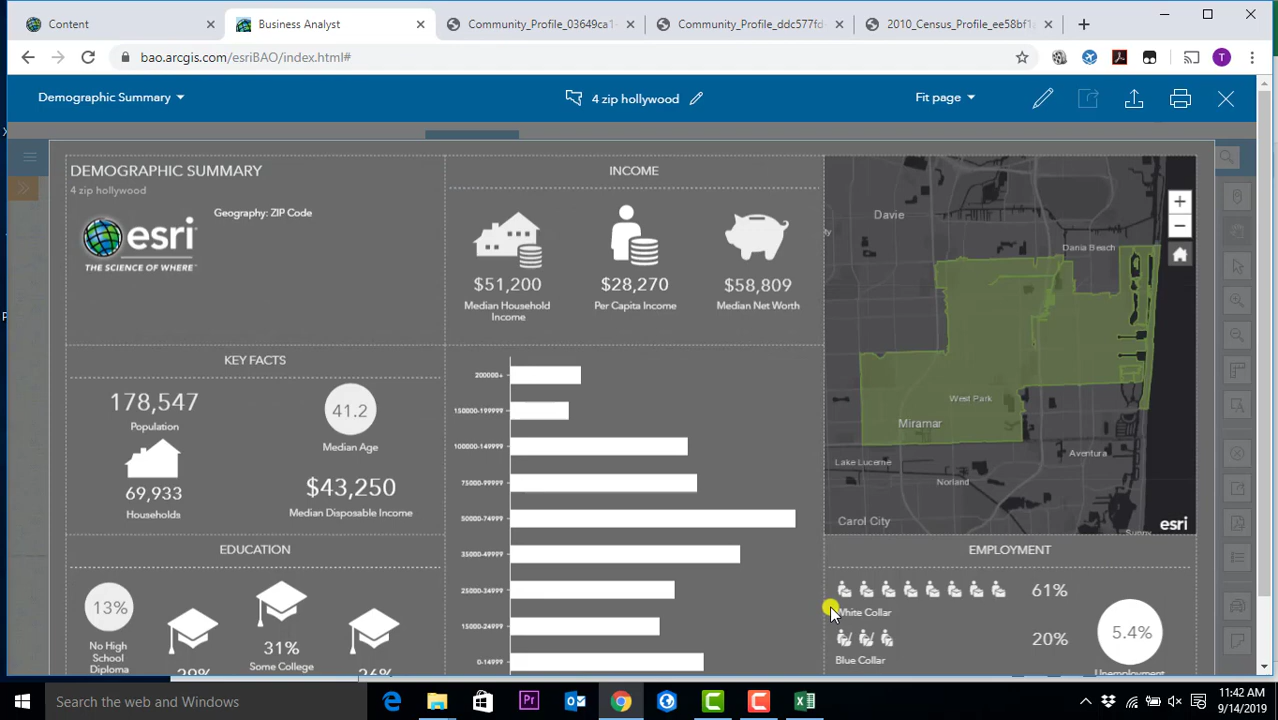 Content
Business Analyst
Community_Profile_03649ca1-
Community_Profile_ddc577fd-
2010_Census_Profile_ee58bf1a
bao.arcgis.com/esriBAO/index.html#
T
Demographic Summary
4 zip hollywood
Fit page
DEMOGRAPHIC SUMMARY
4 zip hollywood
esri
THE SCIENCE OF WHERE™
Geography: ZIP Code
INCOME
$51,200
Median Household
Income
$28,270
Per Capita Income
$58,809
Median Net Worth
Davie
Dania Beach
West Park
Miramar
Lake Lucerne
Aventura
Norland
Carol City
esri
KEY FACTS
178,547
Population
41.2
Median Age
69,933
Households
$43,250
Median Disposable Income
200000+
150000-199999
100000-149999
75000-99999
50000-74999
35000-49999
25000-34999
15000-24999
0-14999
EDUCATION
13%
No High
School
Diploma
31%
Some College
EMPLOYMENT
61%
White Collar
20%
Blue Collar
5.4%
Unemployment
Search the web and Windows
11:42 AM
9/14/2019